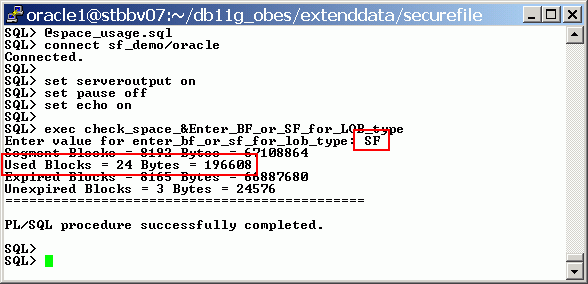 oracle1@stbbv07:~/db11g_obes/extenddata/securefile
SQL> @space_usage.sql
SQL> connect sf_demo/oracle
Connected.
SQL>
SQL> set serveroutput on
SQL> set pause off
SQL> set echo on
SQL>
SQL> exec check_space_&Enter_BF_or_SF_for_LOB_type
Enter value for enter_bf_or_sf_for_lob_type: SF
Segment Blocks = 8192 Bytes = 67108864
Used Blocks = 24 Bytes = 196608
Expired Blocks = 8165 Bytes = 66887680
Unexpired Blocks = 3 Bytes = 24576
=============================================

PL/SQL procedure successfully completed.

SQL>
SQL>